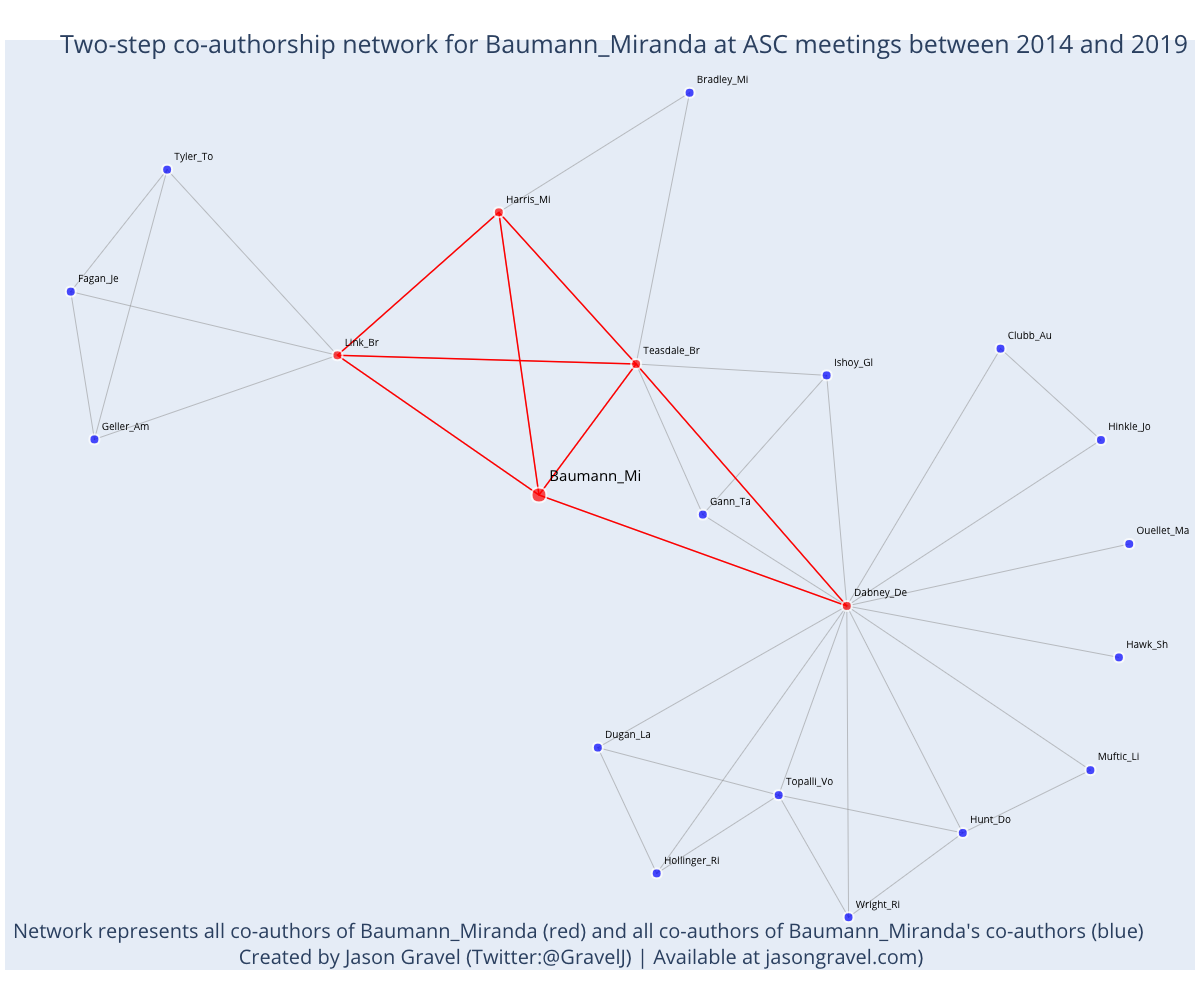 Two-step co-authorship network for Baumann_Miranda at ASC meetings between 2014 and 2019
Bradley_Mi
Tyler_To
Harris_Mi
Fagan_Je
Link_Br
Teasdale_Br
Clubb_Au
Ishoy_Gl
Geller_Am
Hinkle_Jo
Baumann_Mi
Gann_Ta
Ouellet_Ma
Dabney_De
Hawk_Sh
Dugan_La
Muftic_Li
Topalli_Vo
Hunt_Do
Hollinger_Ri
Wright_Ri
Network represents all co-authors of Baumann_Miranda (red) and all co-authors of Baumann_Miranda's co-authors (blue)
Created by Jason Gravel (Twitter:@GravelJ) | Available at jasongravel.com)